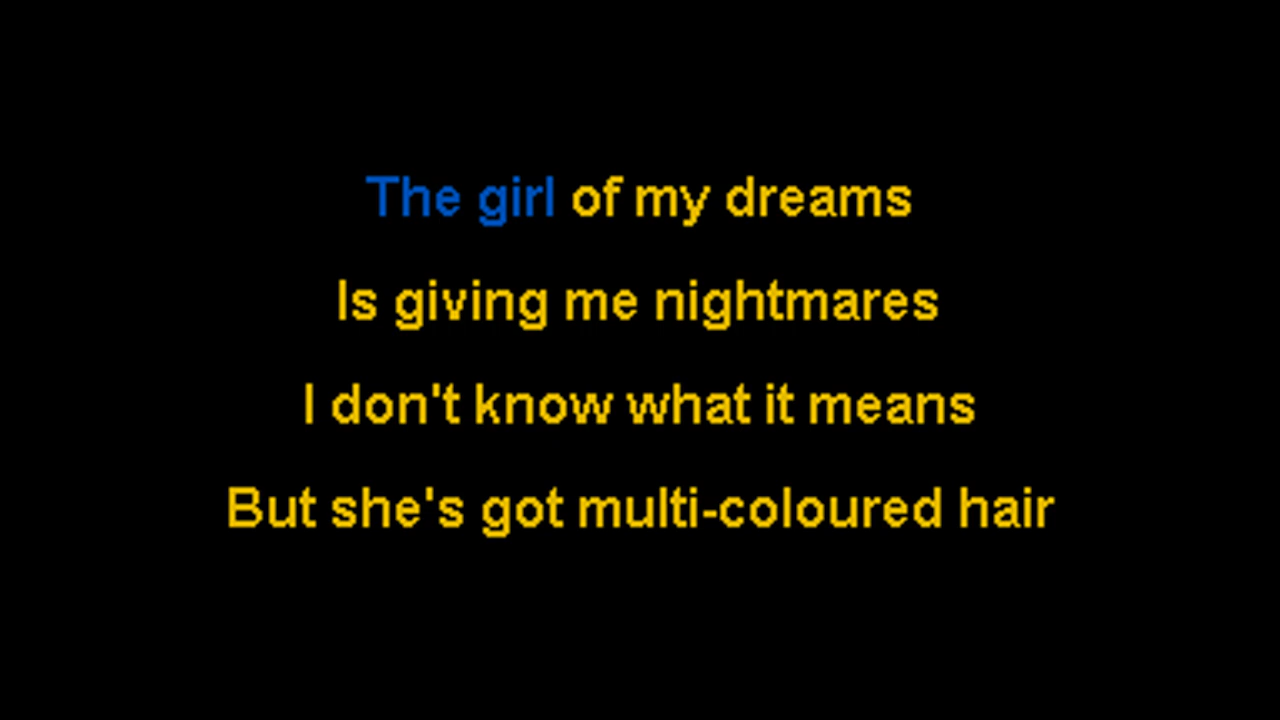 The girl of my dreams
Is giving me nightmares
I don't know what it means
But she's got multi-coloured hair